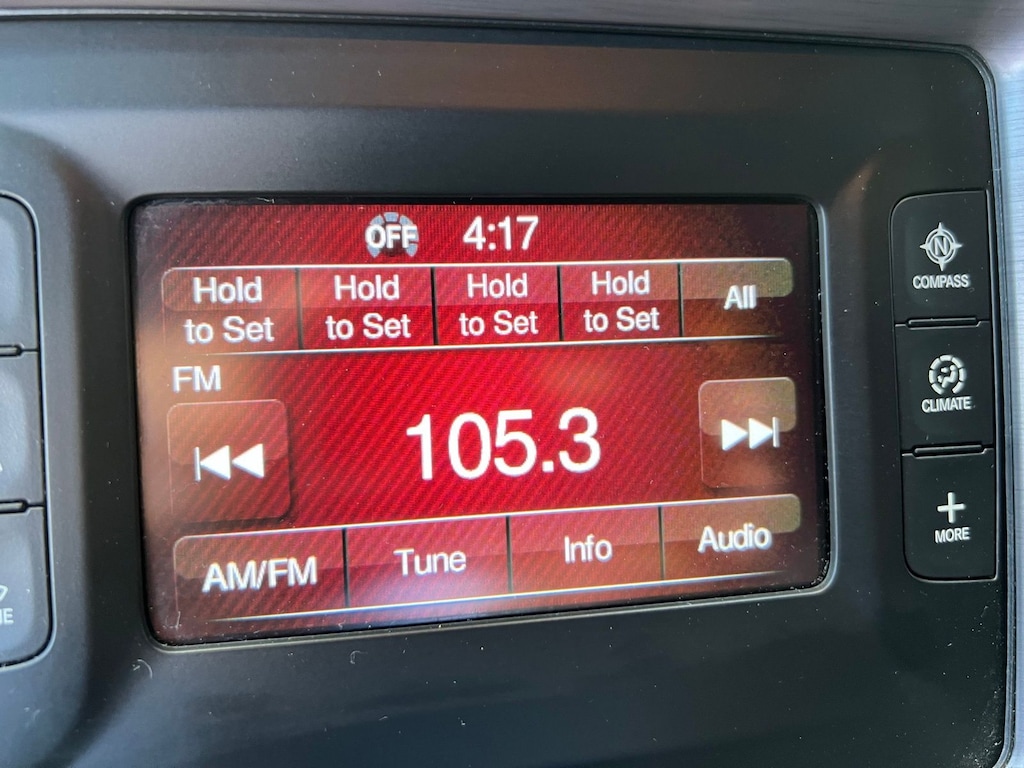 OFF 4:17
Hold to Set
Hold to Set
Hold to Set
Hold to Set
All
FM
105.3
AM/FM
Tune
Info
Audio
N
COMPASS
CLIMATE
MORE